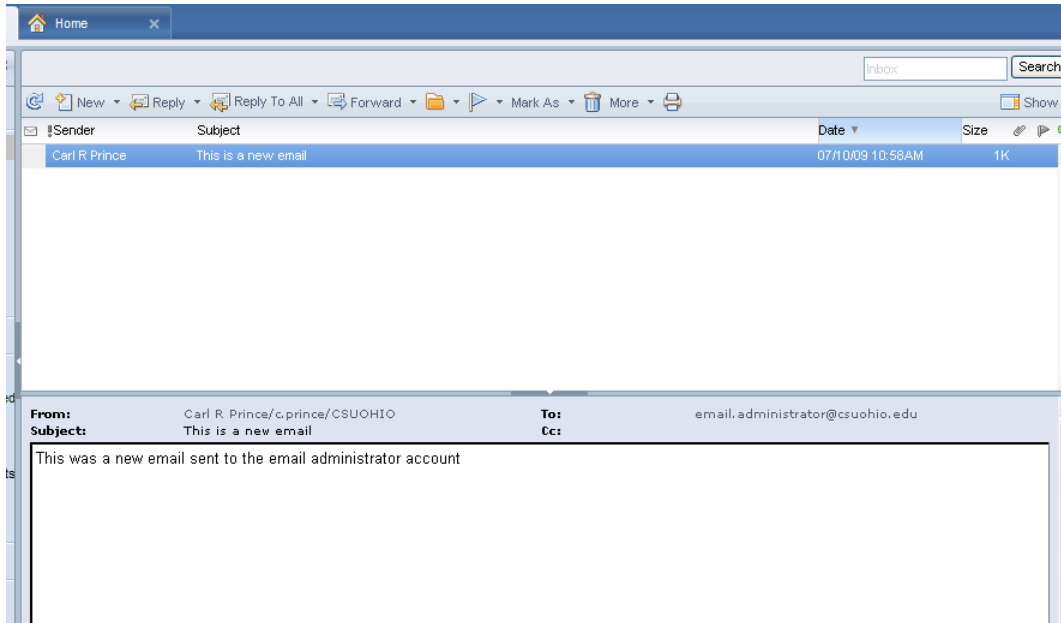 Home
Inbox Search
New Reply Reply To All Forward Mark As More Show
!Sender Subject Date Size
Carl R Prince This is a new email 07/10/09 10:58AM 1K
ed
From: Carl R Prince/c.prince/CSUOHIO To: email.administrator@csuohio.edu
Subject: This is a new email Cc:
This was a new email sent to the email administrator account
ts